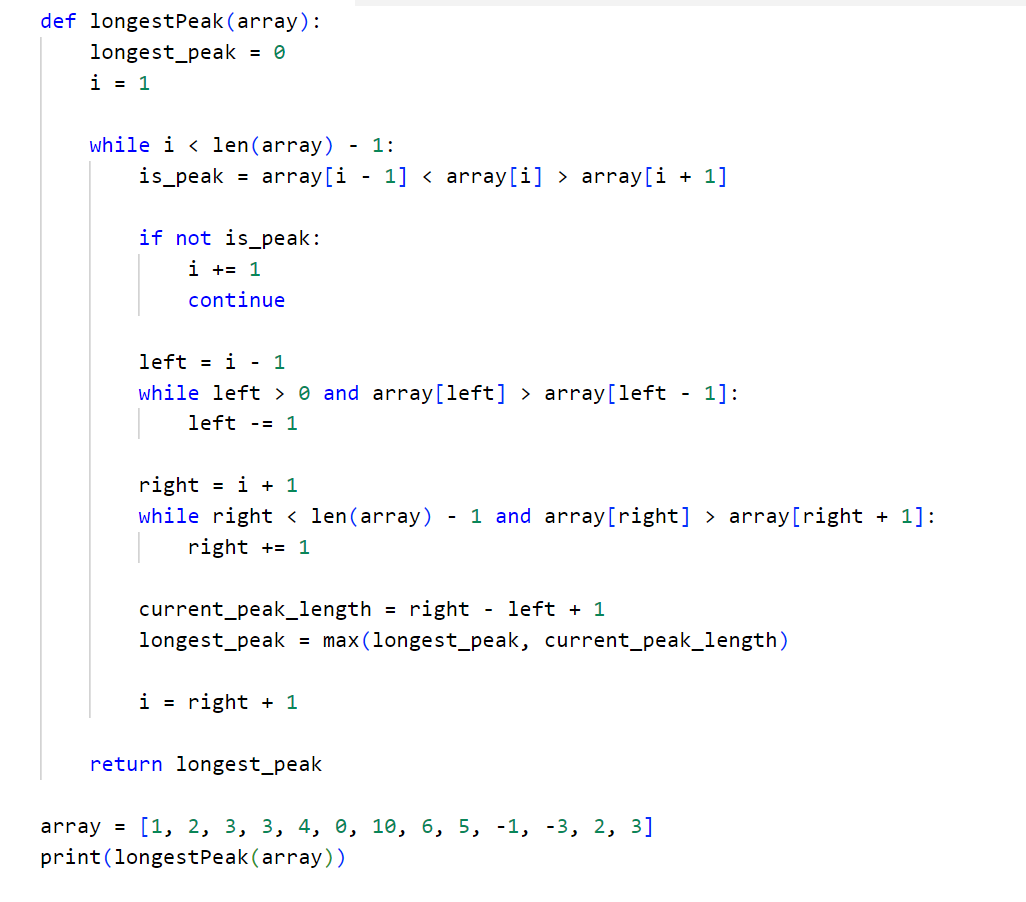 def longestPeak(array):
    longest_peak = 0
    i = 1
    while i < len(array) - 1:
        is_peak = array[i - 1] < array[i] > array[i + 1]
        if not is_peak:
            i += 1
            continue
        left = i - 1
        while left > 0 and array[left] > array[left - 1]:
            left -= 1
        right = i + 1
        while right < len(array) - 1 and array[right] > array[right + 1]:
            right += 1
        current_peak_length = right - left + 1
        longest_peak = max(longest_peak, current_peak_length)
        i = right + 1
    return longest_peak
array = [1, 2, 3, 3, 4, 0, 10, 6, 5, -1, -3, 2, 3]
print(longestPeak(array))